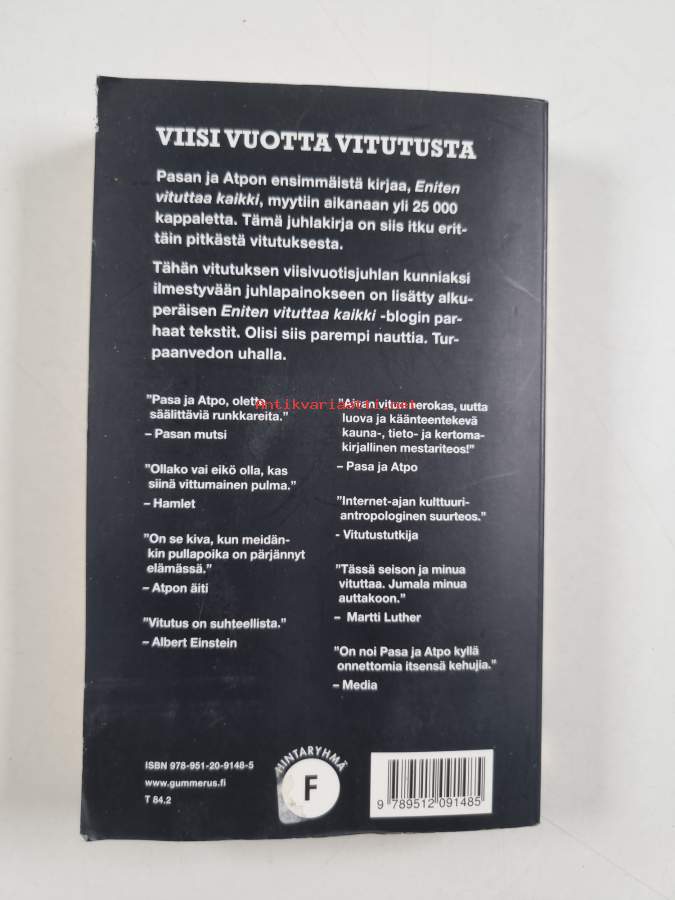 VIISI VUOTTA VITUTUSTA
Pasan ja Atpon ensimmäistä kirjaa, Eniten
vituttaa kaikki, myytiin aikanaan yli 25 000
kappaletta. Tämä juhlakirja on siis itku erit-
täin pitkästä vitutuksesta.
Tähän vitutuksen viisivuotisjuhlan kunniaksi
ilmestyvään juhlapainokseen on lisätty alku-
peräisen Eniten vituttaa kaikki -blogin par-
haat tekstit. Olisi siis parempi nauttia. Tur-
paanvedon uhalla.
"Pasa ja Atpo, olette
säälittäviä runkkareita."
– Pasan mutsi
"Ollako vai eikö olla, kas
siinä vittumainen pulma."
– Hamlet
"On se kiva, kun meidän-
kin pullapoika on pärjännyt
elämässä."
– Atpon äiti
"Vitutus on suhteellista."
– Albert Einstein
"Aivan vitun nerokas, uutta
luova ja käänteentekevä
kauna-, tieto- ja kertoma-
kirjallinen mestariteos!"
– Pasa ja Atpo
"Internet-ajan kulttuuri-
antropologinen suurteos."
- Vitutustutkija
"Tässä seison ja minua
vituttaa. Jumala minua
auttakoon."
– Martti Luther
"On noi Pasa ja Atpo kyllä
onnettomia itsensä kehujia."
– Media
Antikvariaatti.net
ISBN 978-951-20-9148-5
www.gummerus.fi
T 84.2
HINTARYHMÄ
F
9 789512 091485